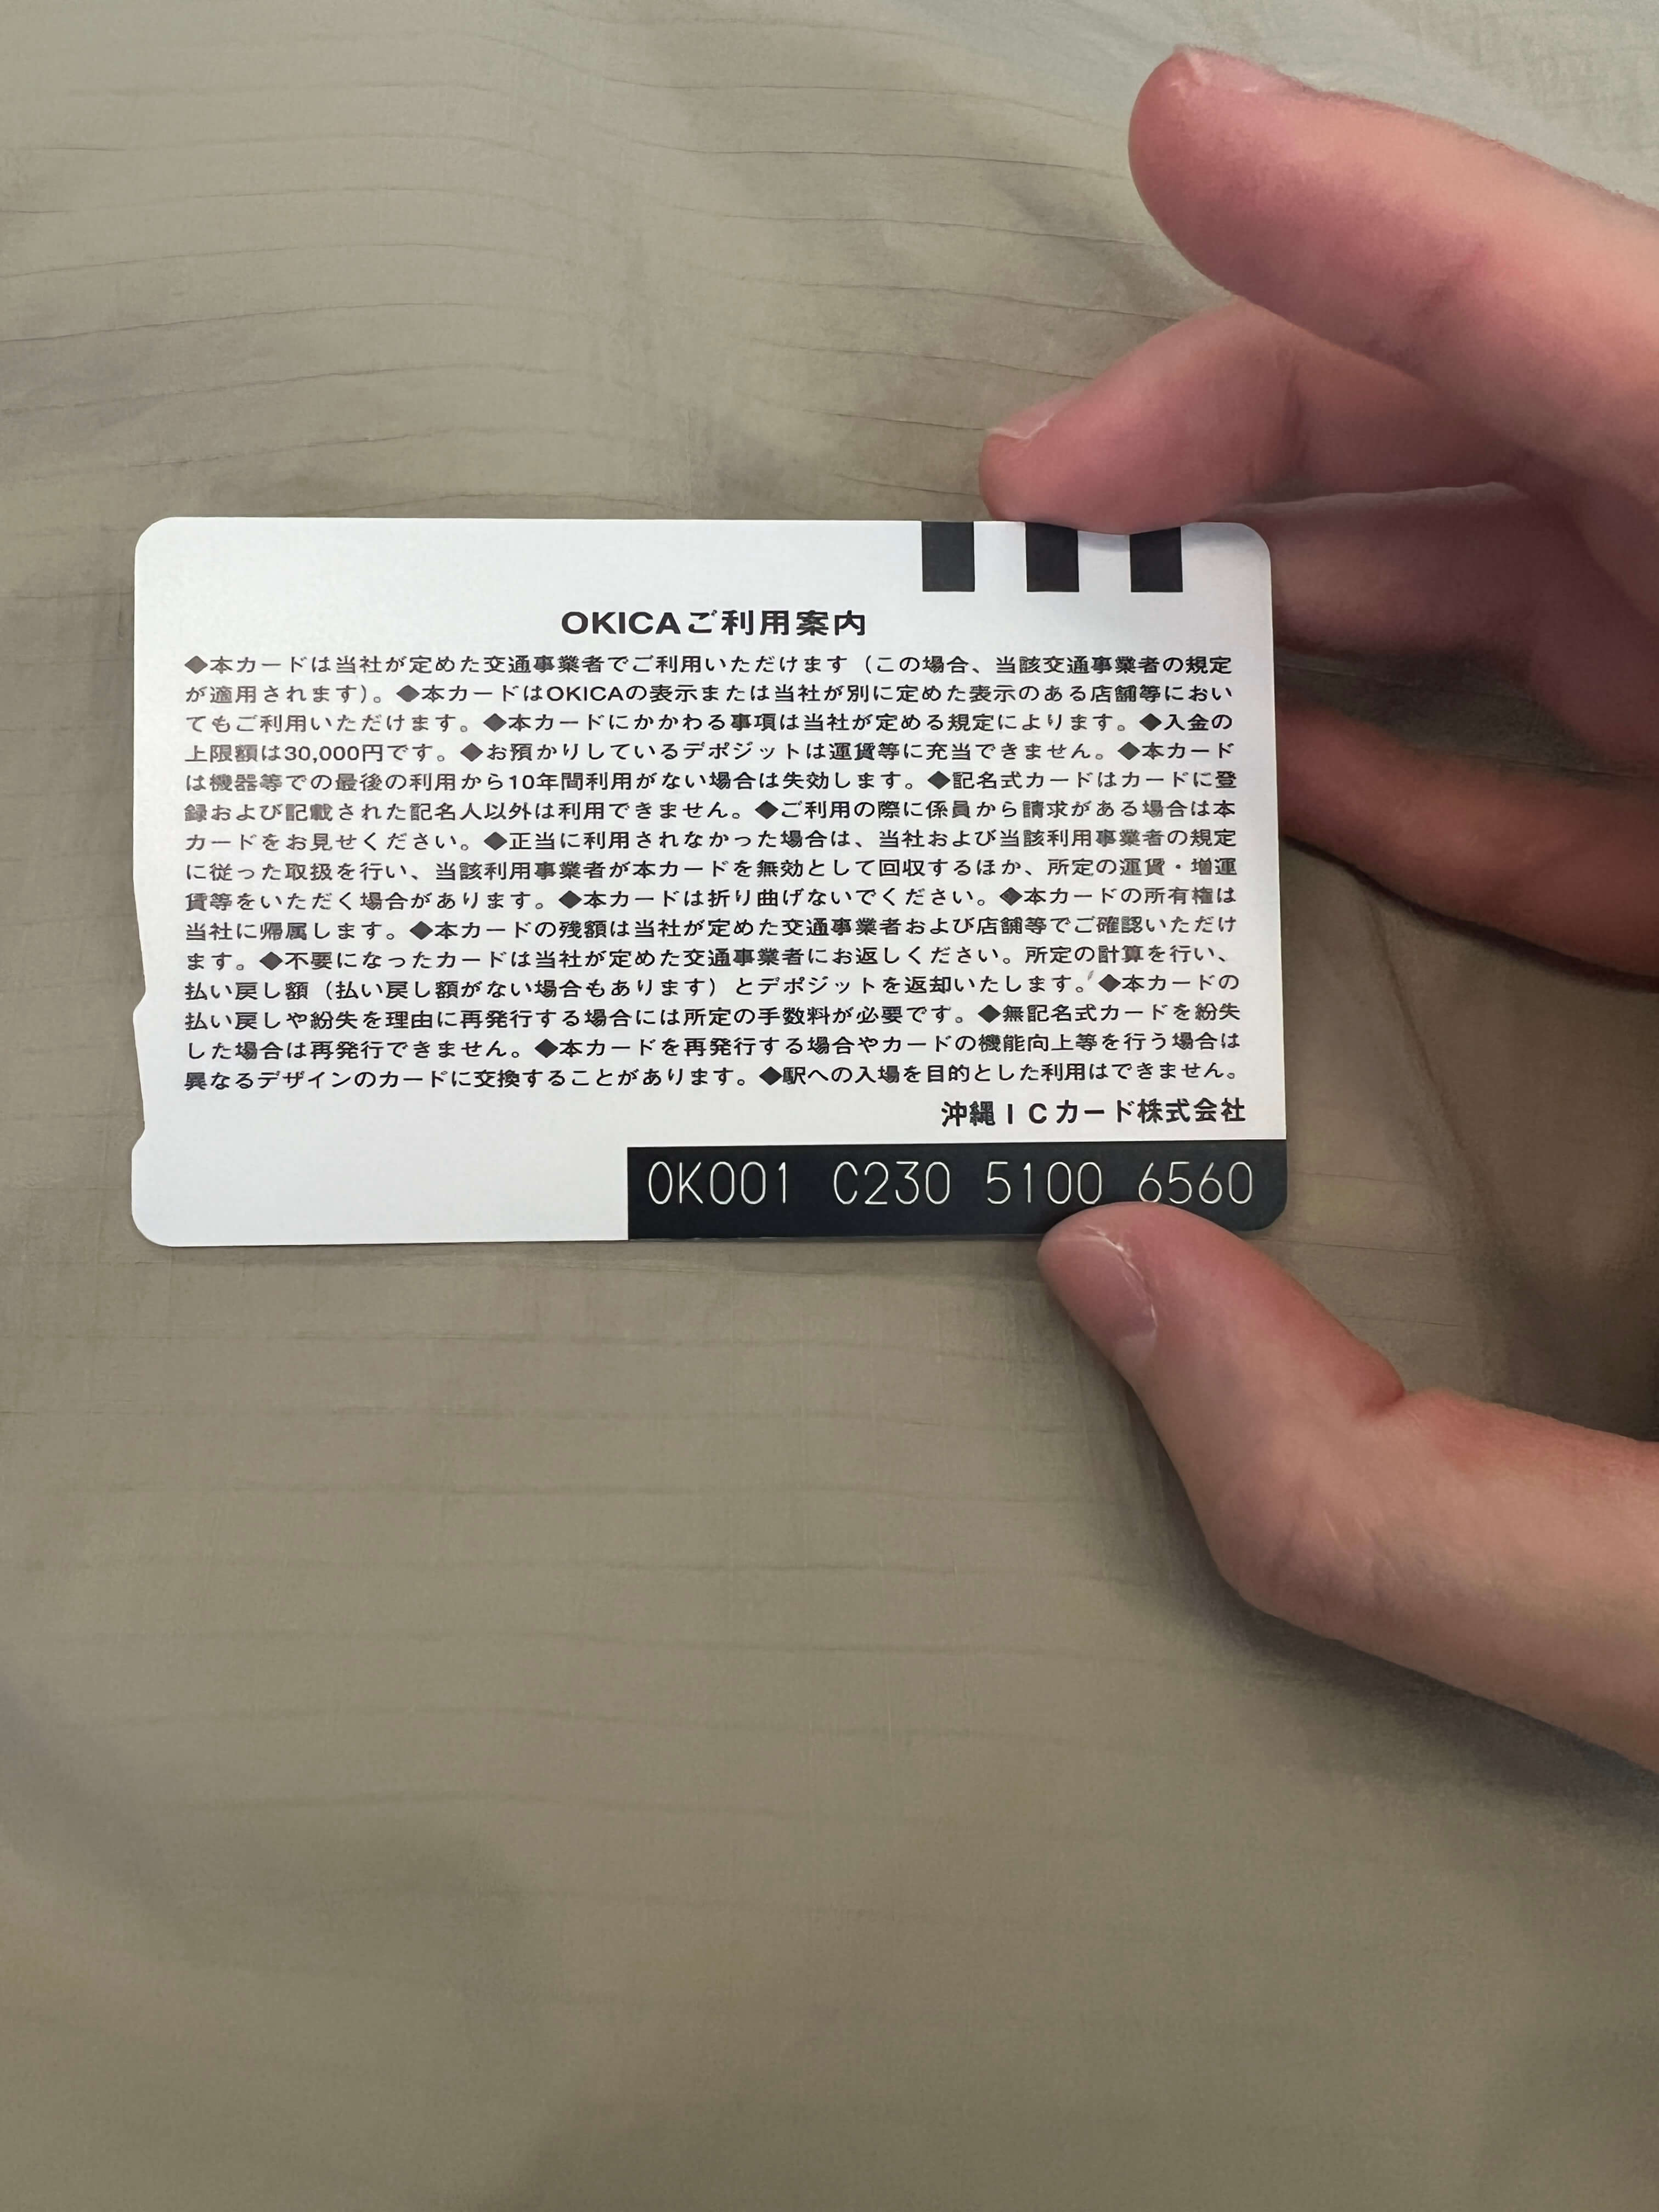 OKICAご利用案内
◆本カードは当社が定めた交通事業者でご利用いただけます（この場合、当該交通事業者の規定
が適用されます）。◆本カードはOKICAの表示または当社が別に定めた表示のある店舗等におい
てもご利用いただけます。◆本カードにかかわる事項は当社が定める規定によります。◆入金の
上限額は30,000円です。◆お預かりしているデポジットは運賃等に充当できません。◆本カード
は機器等での最後の利用から10年間利用がない場合は失効します。◆記名式カードはカードに登
録および記載された記名人以外は利用できません。◆ご利用の際に係員から請求がある場合は本
カードをお見せください。◆正当に利用されなかった場合は、当社および当該利用事業者の規定
に従った取扱を行い、当該利用事業者が本カードを無効として回収するほか、所定の運賃・増運
賃等をいただく場合があります。◆本カードは折り曲げないでください。◆本カードの所有権は
当社に帰属します。◆本カードの残額は当社が定めた交通事業者および店舗等でご確認いただけ
ます。◆不要になったカードは当社が定めた交通事業者にお返しください。所定の計算を行い、
払い戻し額（払い戻し額がない場合もあります）とデポジットを返却いたします。◆本カードの
払い戻しや紛失を理由に再発行する場合には所定の手数料が必要です。◆無記名式カードを紛失
した場合は再発行できません。◆本カードを再発行する場合やカードの機能向上等を行う場合は
異なるデザインのカードに交換することがあります。◆駅への入場を目的とした利用はできません。
沖縄ＩＣカード株式会社
OK001 C230 5100 6560